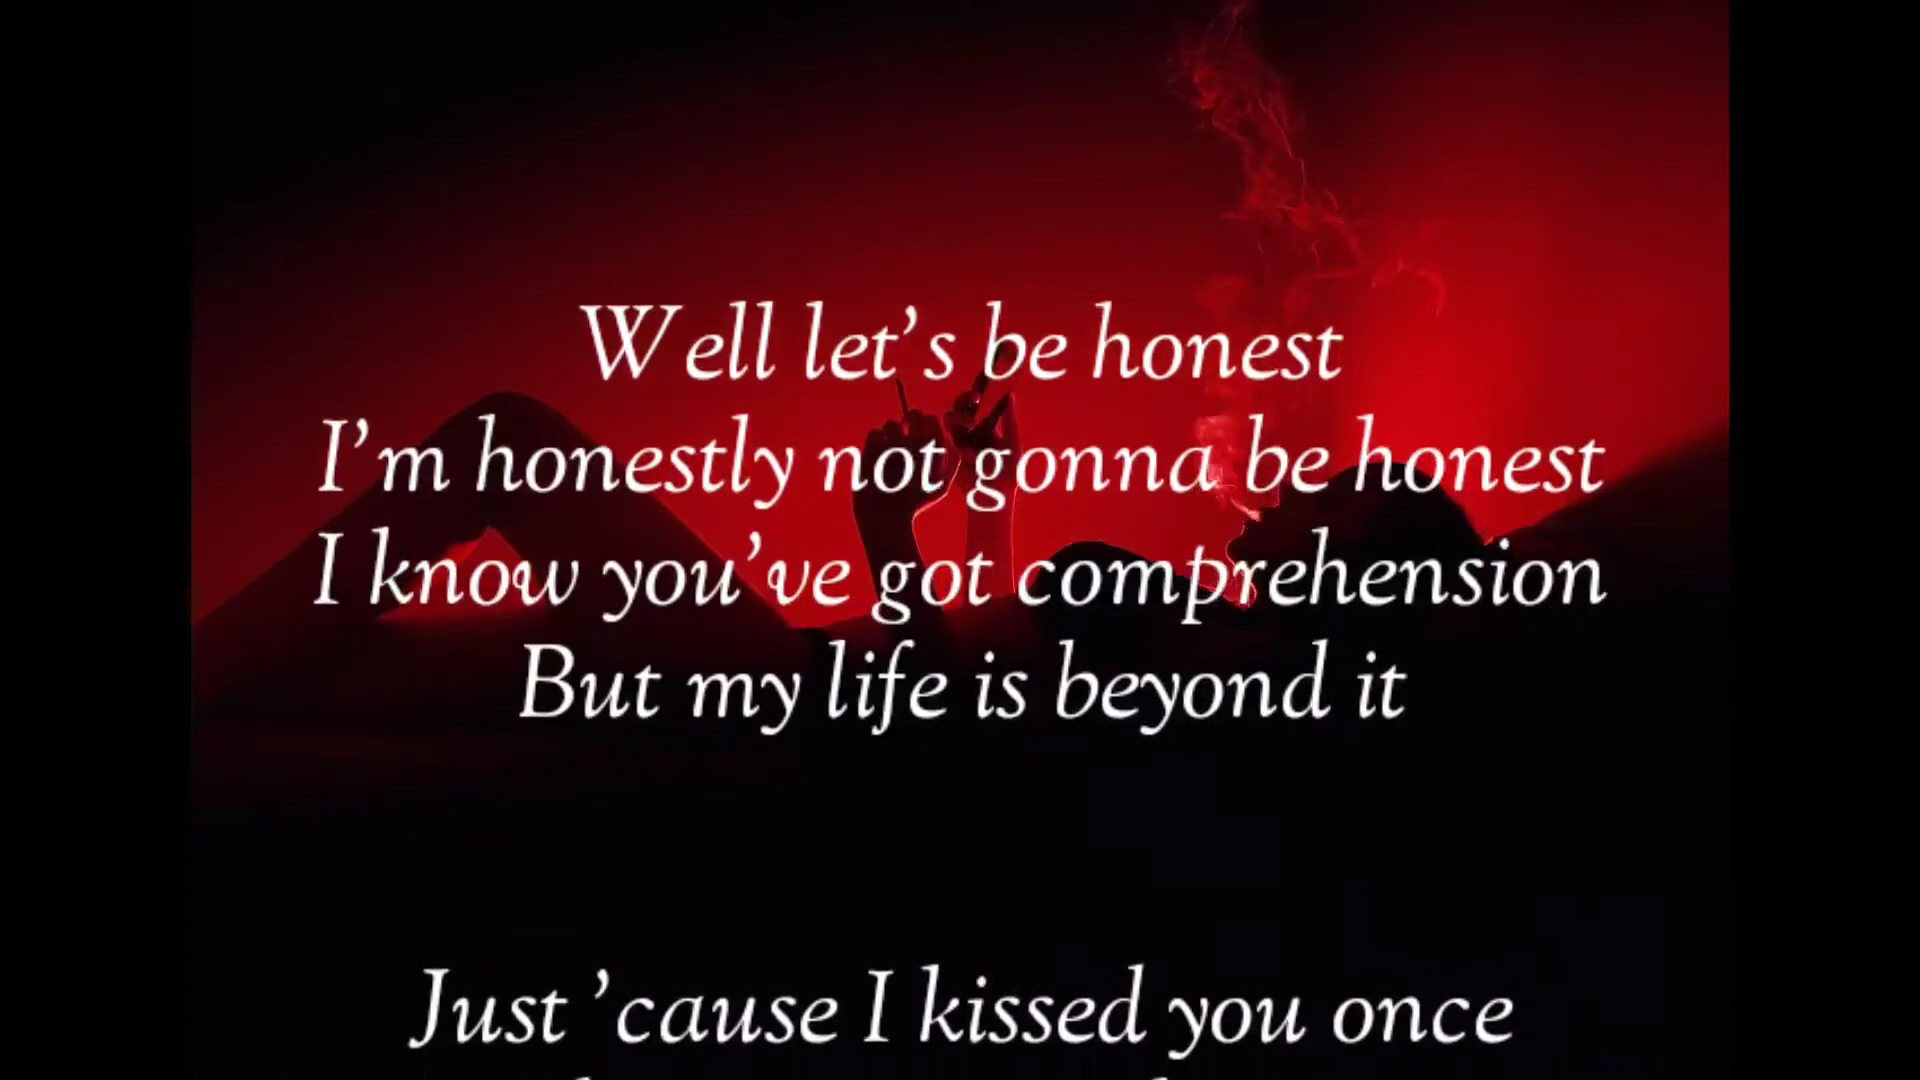 Well let's be honest
I'm honestly not gonna be honest
I know you've got comprehension
But my life is beyond it
Just 'cause I kissed you once